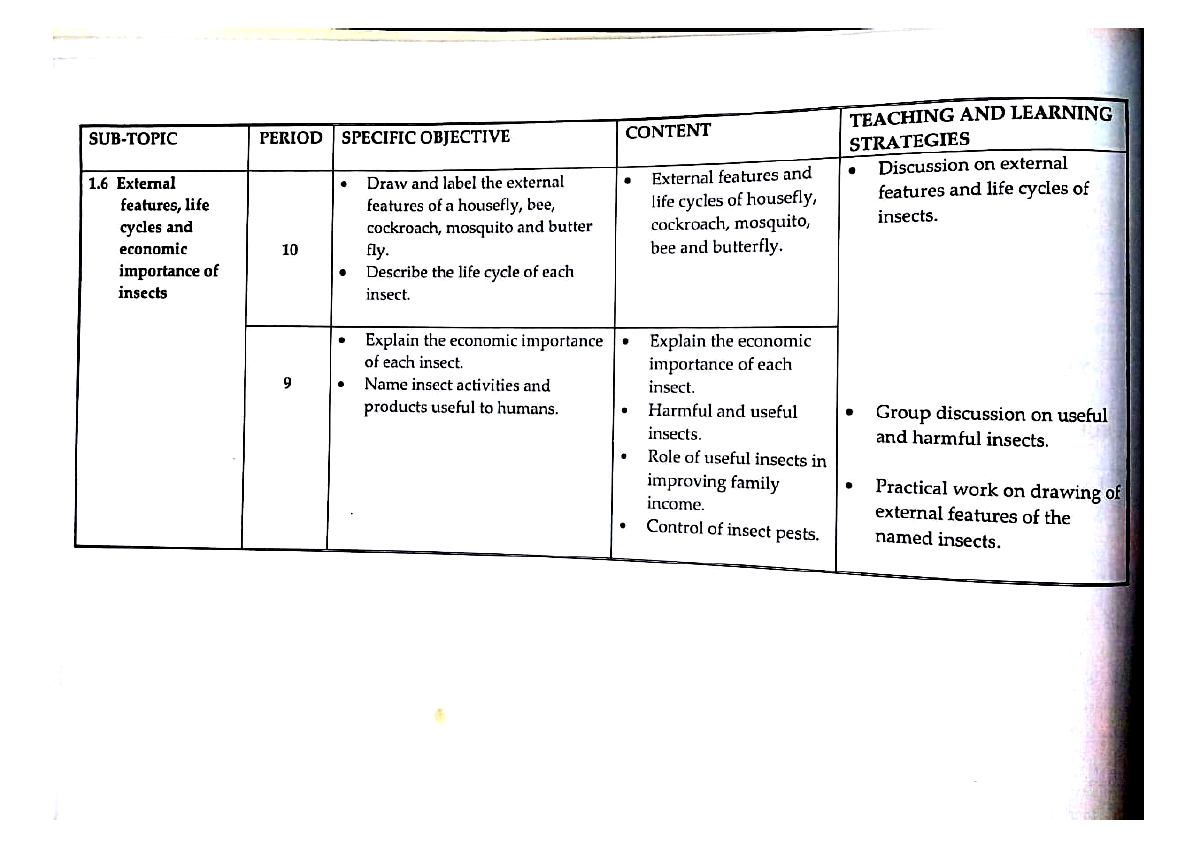 SUB-TOPIC
PERIOD
SPECIFIC OBJECTIVE
CONTENT
TEACHING AND LEARNING
STRATEGIES
1.6 External
features, life
cycles and
economic
importance of
insects
10
• Draw and label the external
features of a housefly, bee,
cockroach, mosquito and butter
fly.
• Describe the life cycle of each
insect.
• External features and
life cycles of housefly,
cockroach, mosquito,
bee and butterfly.
• Discussion on external
features and life cycles of
insects.
9
• Explain the economic importance
of each insect.
• Name insect activities and
products useful to humans.
• Explain the economic
importance of each
insect.
• Harmful and useful
insects.
• Role of useful insects in
improving family
income.
• Control of insect pests.
• Group discussion on useful
and harmful insects.
• Practical work on drawing of
external features of the
named insects.